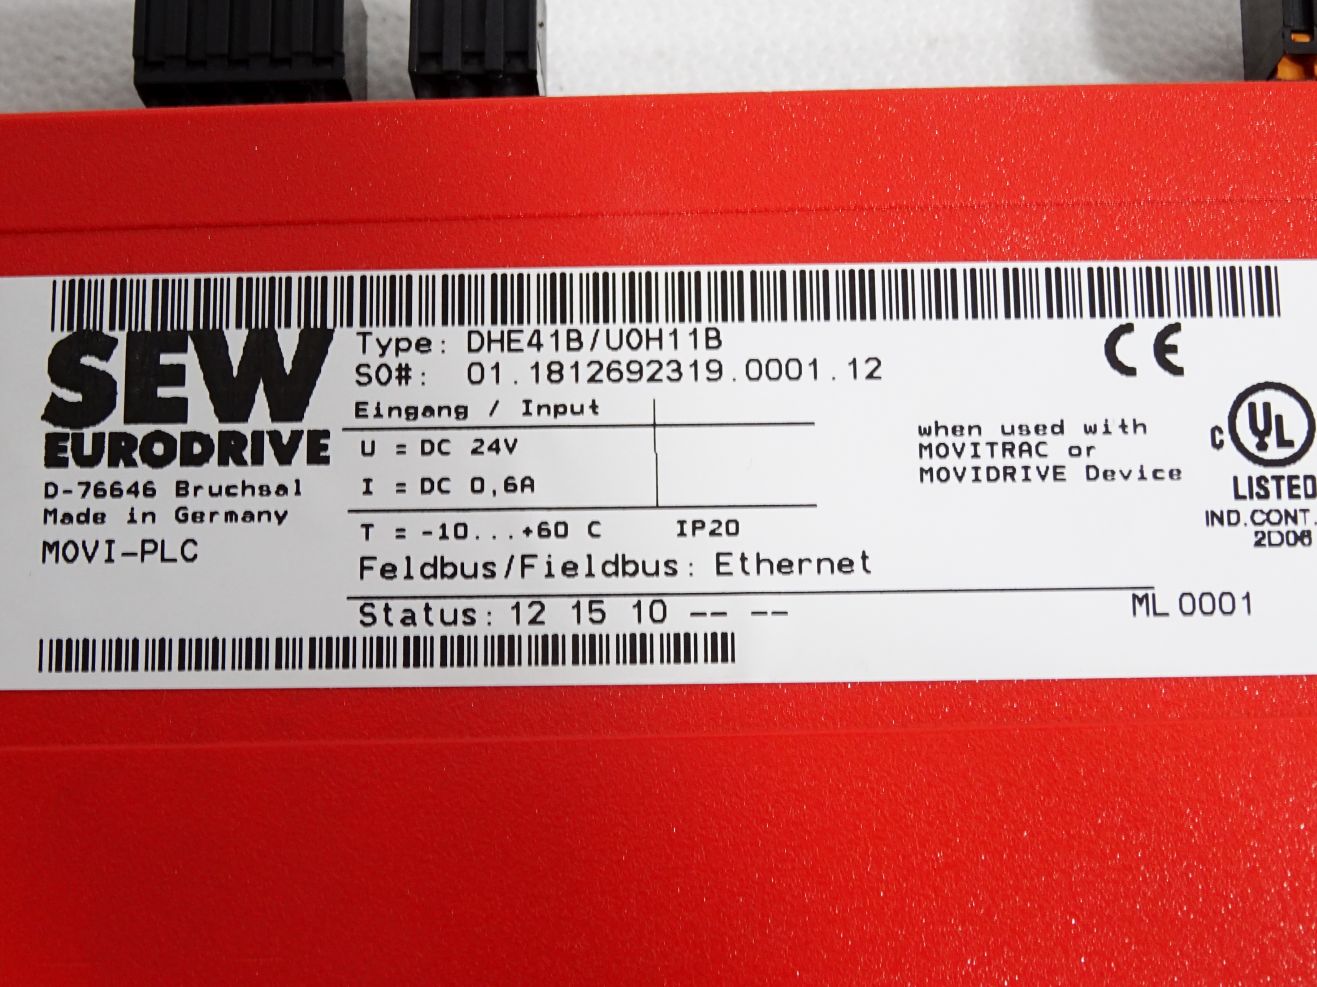 SEW
EURODRIVE
D-76646 Bruchsal
Made in Germany
MOVI-PLC
Type: DHE41B/UOH11B
SO#: 01.1812692319.0001.12
Eingang / Input
U = DC 24V
I = DC 0,6A
T = -10...+60 C IP20
Feldbus/Fieldbus: Ethernet
Status: 12 15 10 -- --
when used with
MOVITRAC or
MOVIDRIVE Device
CE
C UL
LISTED
IND.CONT.
2D06
ML 0001